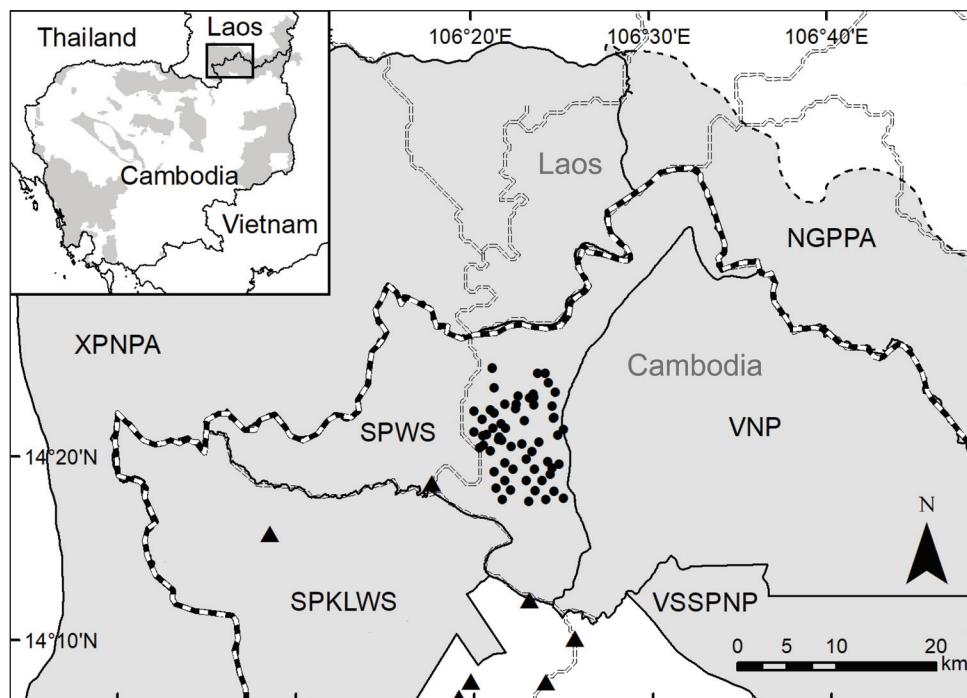 Thailand
Laos
Cambodia
Vietnam
106°20'E
106°30'E
106°40'E
Laos
NGPPA
XPNPA
Cambodia
SPWS
VNP
14°20'N
N
SPKLWS
VSSPNP
14°10'N
0 5 10 20
km